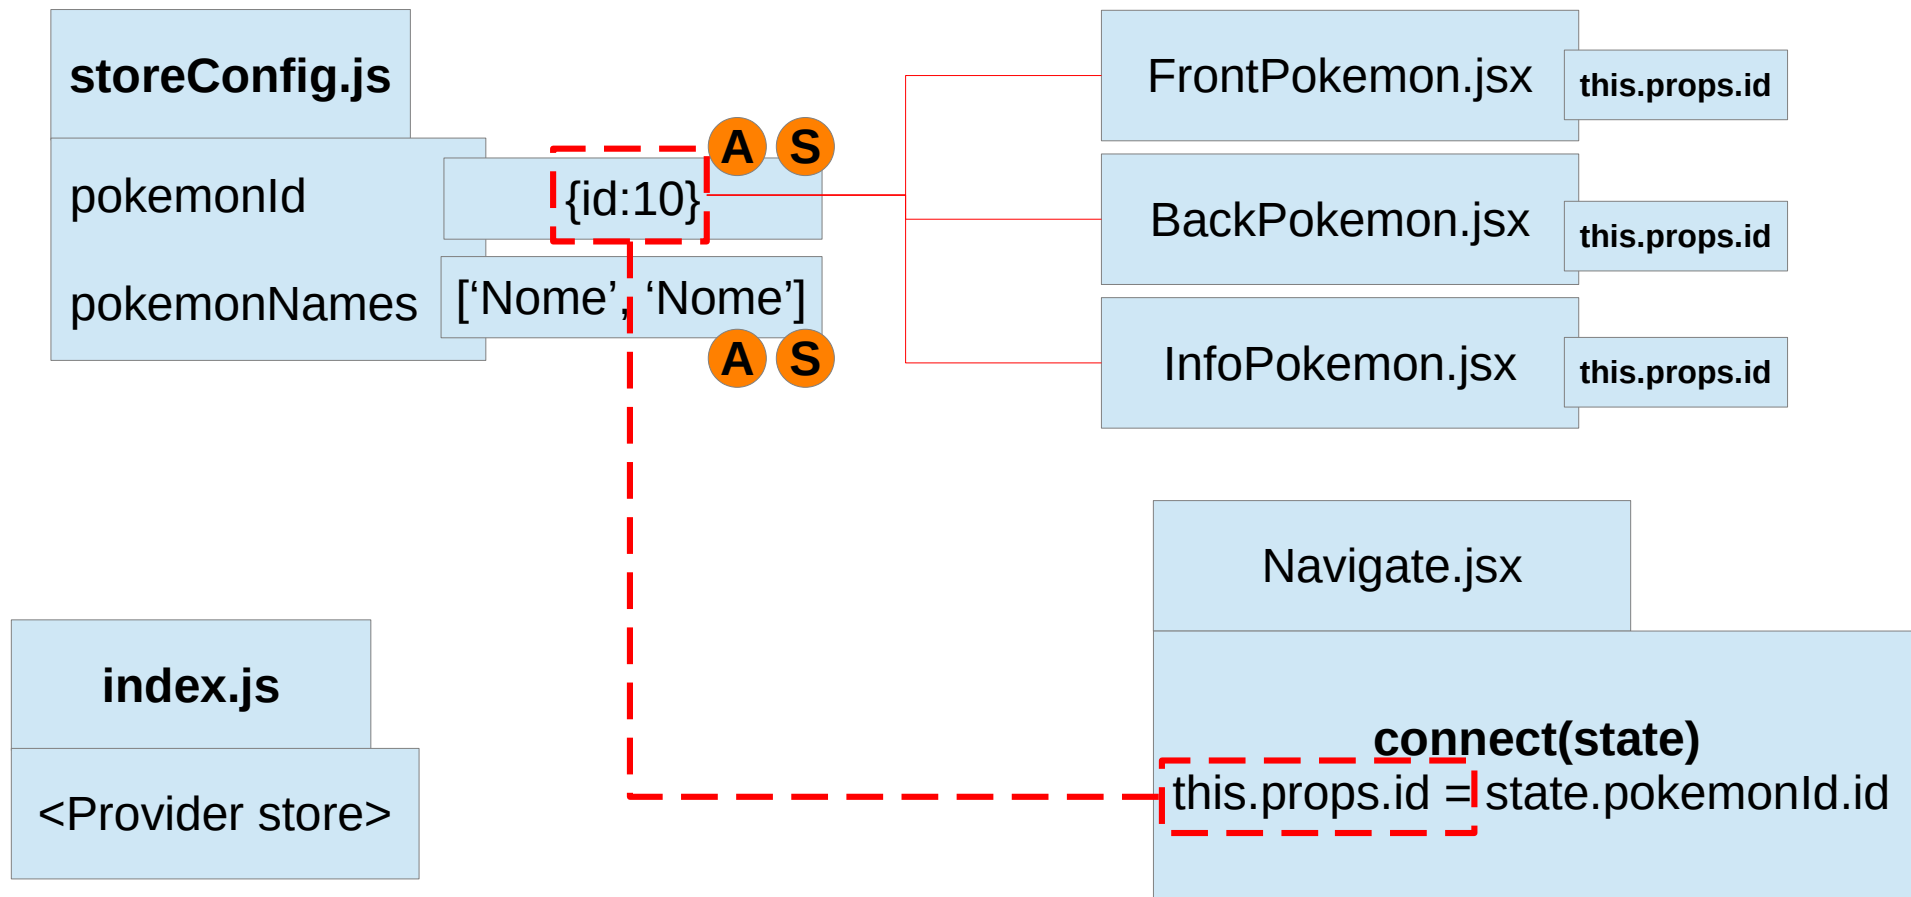 storeConfig.js
pokemonId
{id:10}
A S
pokemonNames
[‘Nome’, ‘Nome’]
A S
FrontPokemon.jsx
this.props.id
BackPokemon.jsx
this.props.id
InfoPokemon.jsx
this.props.id
Navigate.jsx
connect(state)
this.props.id = state.pokemonId.id
index.js
<Provider store>